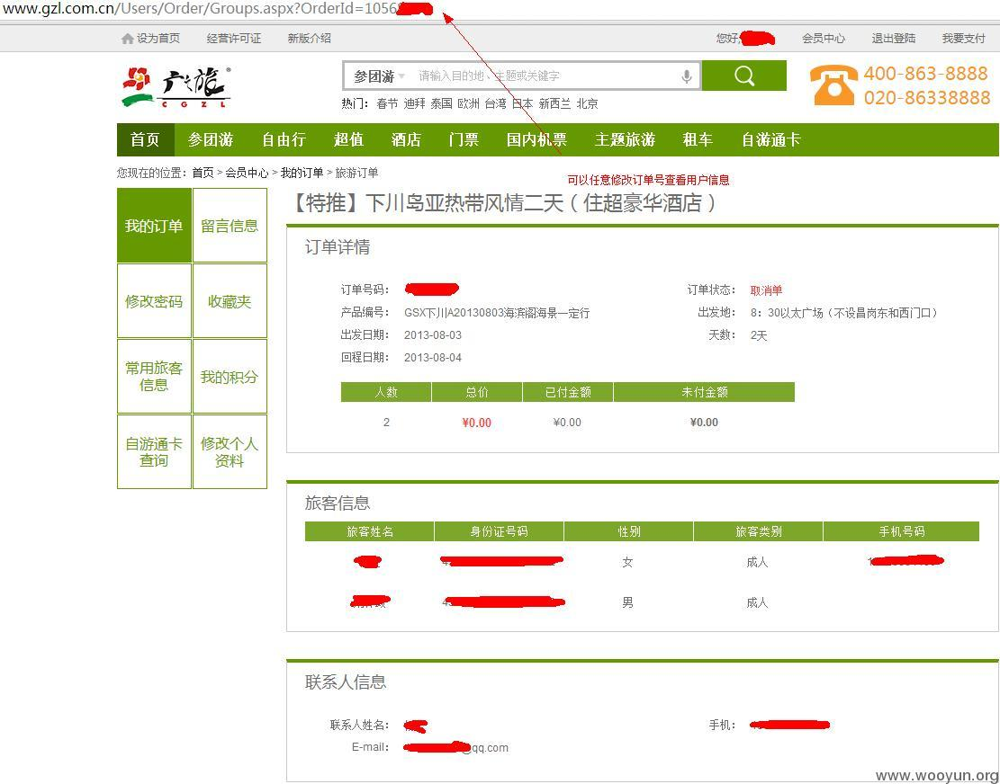 www.gzl.com.cn/Users/Order/Groups.aspx?OrderId=1056
设为首页 经营许可证 新版介绍 您好, 会员中心 退出登陆 我要支付
广之旅®
CGZL
参团游 请输入目的地、主题或关键字
400-863-8888
020-86338888
热门： 春节 迪拜 泰国 欧洲 台湾 日本 新西兰 北京
首页 参团游 自由行 超值 酒店 门票 国内机票 主题旅游 租车 自游通卡
您现在的位置：首页 > 会员中心 > 我的订单 > 旅游订单
可以任意修改订单号查看用户信息
我的订单 留言信息
修改密码 收藏夹
常用旅客信息 我的积分
自游通卡查询 修改个人资料
【特推】下川岛亚热带风情二天（住超豪华酒店）
订单详情
订单号码： 订单状态： 取消单
产品编号： GSX下川A20130803海滨阁海景一定行 出发地： 8：30以太广场（不设昌岗东和西门口）
出发日期： 2013-08-03 天数： 2天
回程日期： 2013-08-04
人数 总价 已付金额 未付金额
2 ¥0.00 ¥0.00 ¥0.00
旅客信息
旅客姓名 身份证号码 性别 旅客类别 手机号码
女 成人
男 成人
联系人信息
联系人姓名： 手机：
E-mail： @qq.com
www.wooyun.org